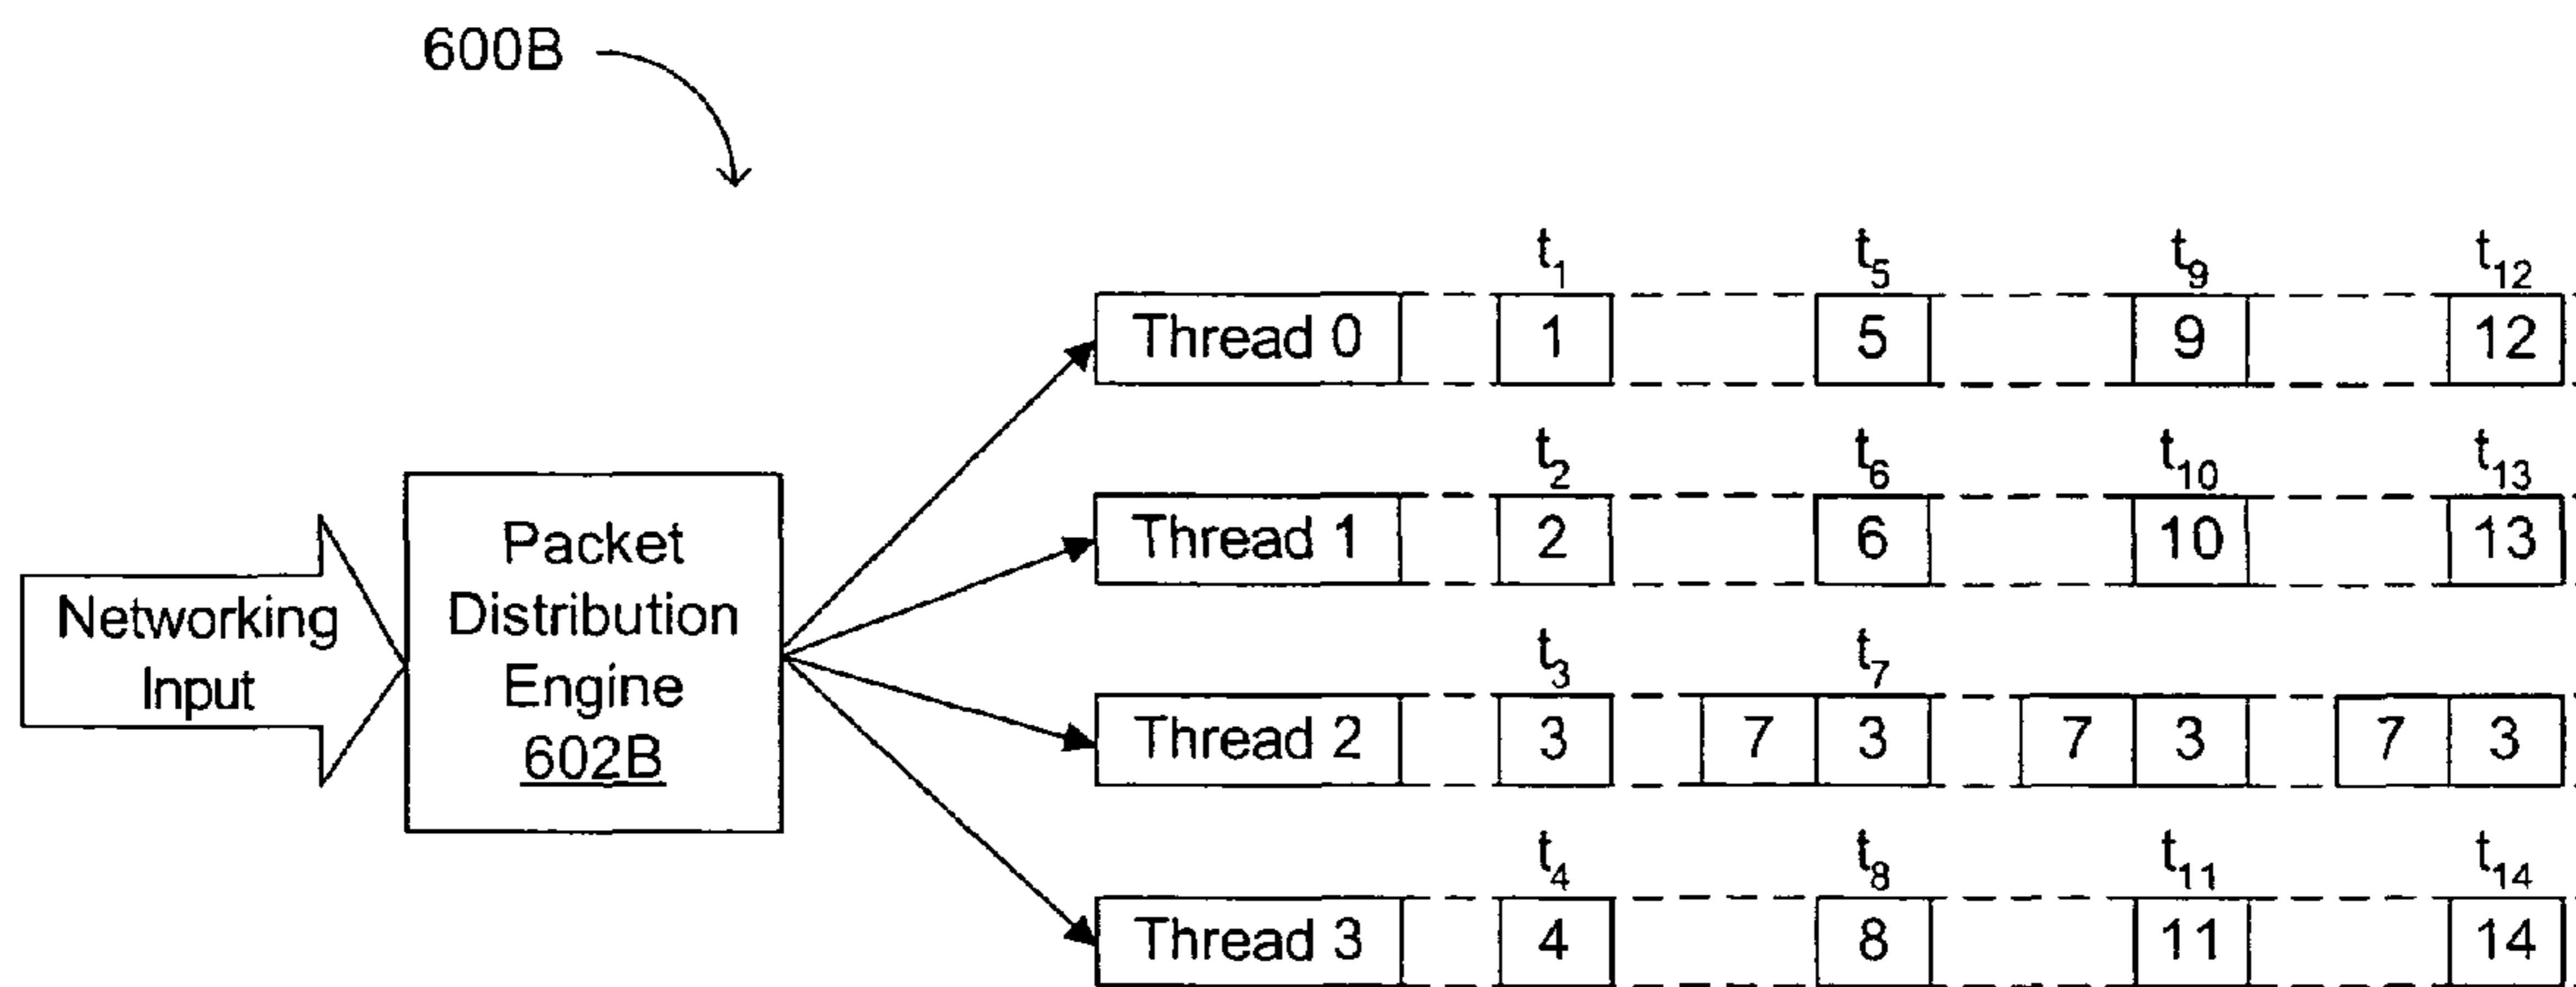 600B
t1 t5 t9 t12
Thread 0 1 5 9 12
t2 t6 t10 t13
Thread 1 2 6 10 13
Networking
Input
Packet
Distribution
Engine
602B
t3 t7
Thread 2 3 7 3 7 3 7 3
t4 t8 t11 t14
Thread 3 4 8 11 14